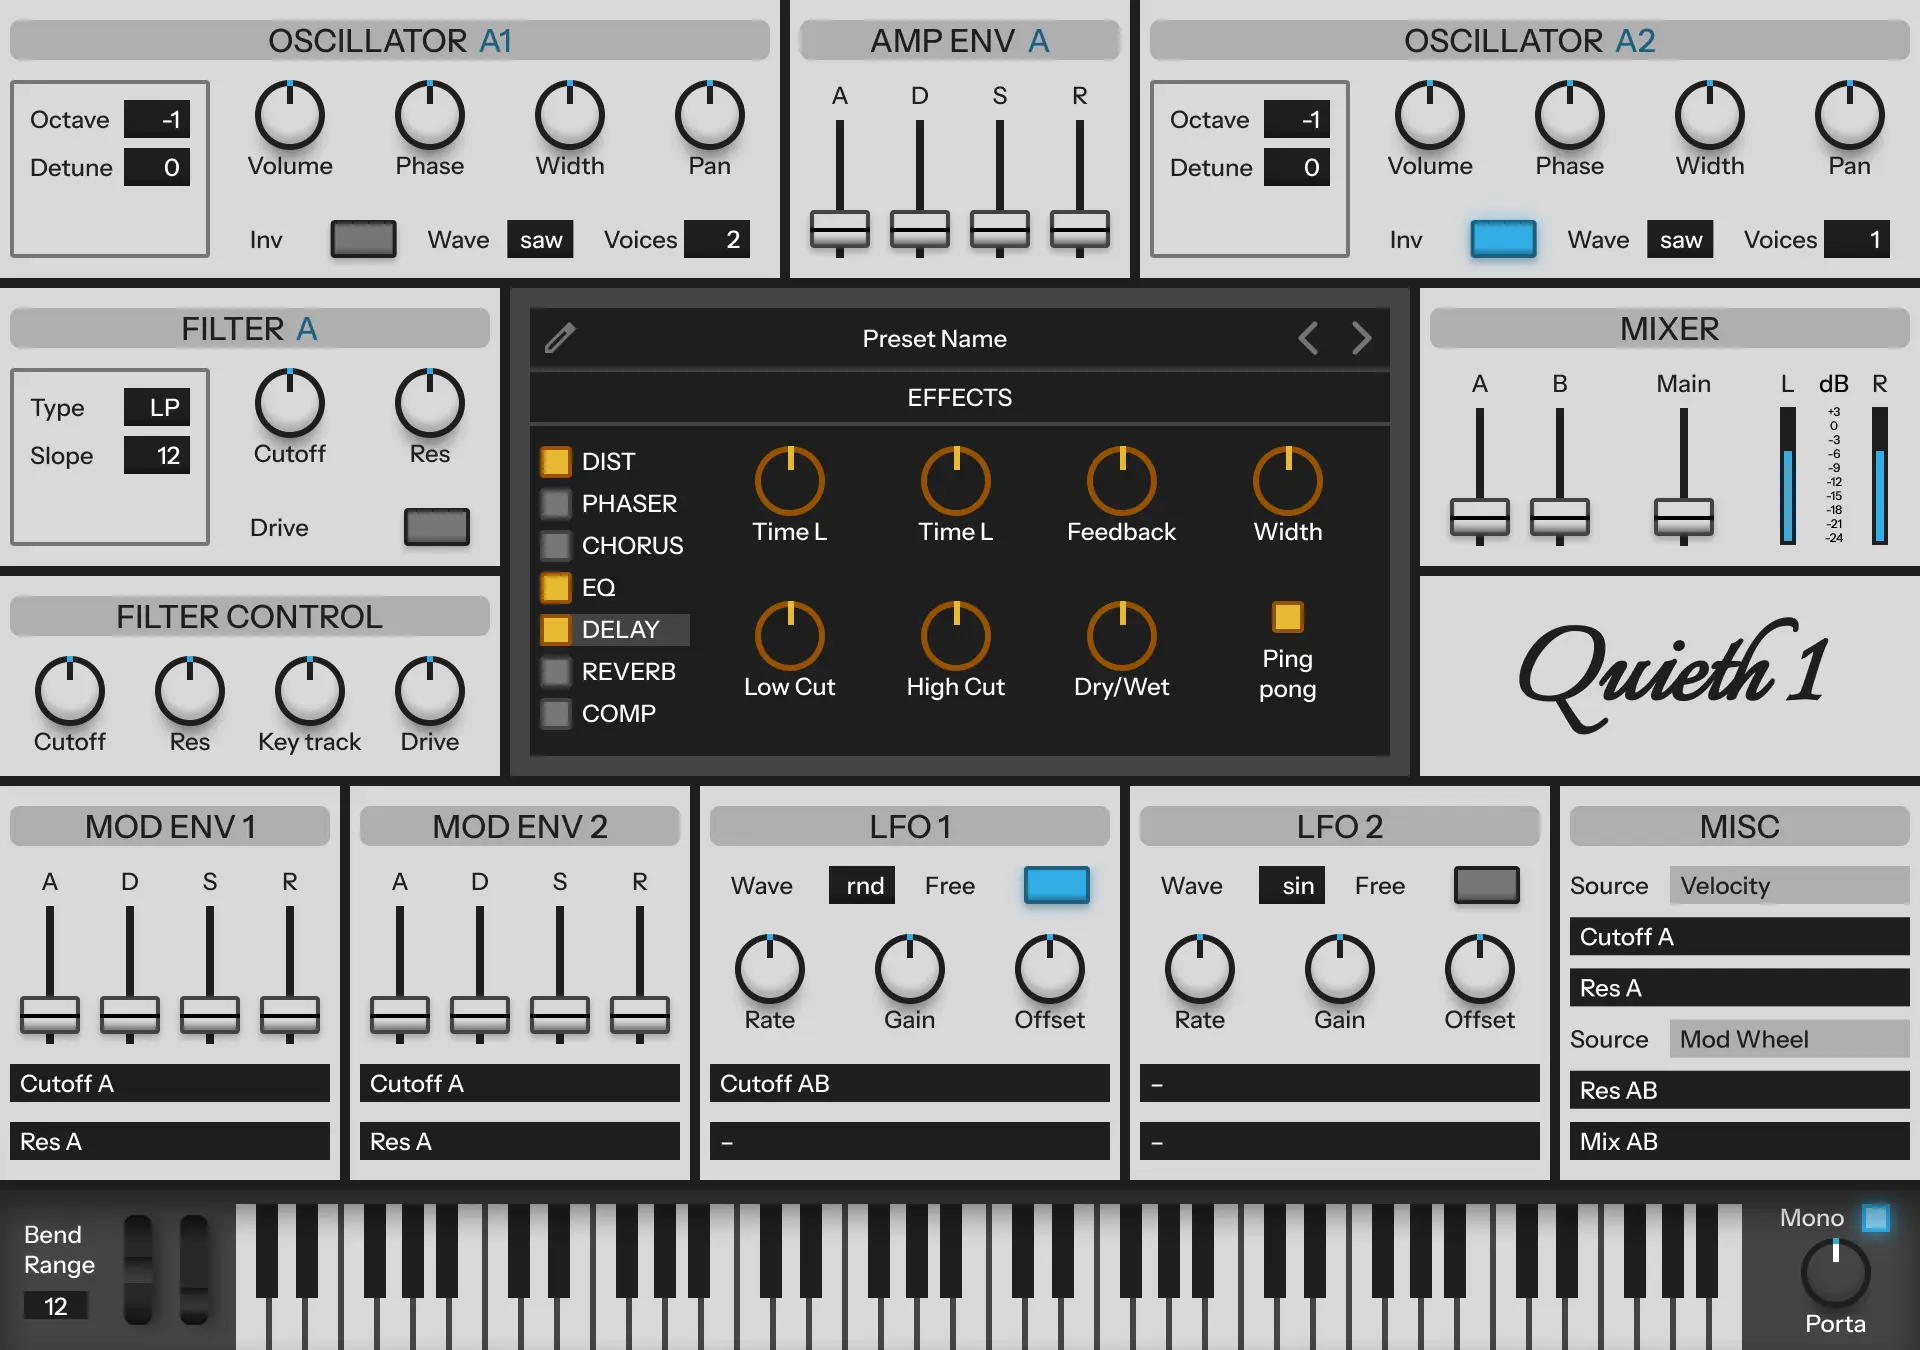 OSCILLATOR A1
Octave -1
Detune 0
Volume Phase Width Pan
Inv Wave saw Voices 2
AMP ENV A
A D S R
OSCILLATOR A2
Octave -1
Detune 0
Volume Phase Width Pan
Inv Wave saw Voices 1
FILTER A
Type LP
Slope 12
Cutoff Res
Drive
FILTER CONTROL
Cutoff Res Key track Drive
Preset Name
EFFECTS
DIST
PHASER
CHORUS
EQ
DELAY
REVERB
COMP
Time L Time L Feedback Width
Low Cut High Cut Dry/Wet Ping
pong
MIXER
A B Main L dB R
+3
0
-3
-6
-9
-12
-15
-18
-21
-24
Quieth 1
MOD ENV 1
A D S R
Cutoff A
Res A
MOD ENV 2
A D S R
Cutoff A
Res A
LFO 1
Wave rnd Free
Rate Gain Offset
Cutoff AB
–
LFO 2
Wave sin Free
Rate Gain Offset
–
–
MISC
Source Velocity
Cutoff A
Res A
Source Mod Wheel
Res AB
Mix AB
Bend
Range
12
Mono
Porta